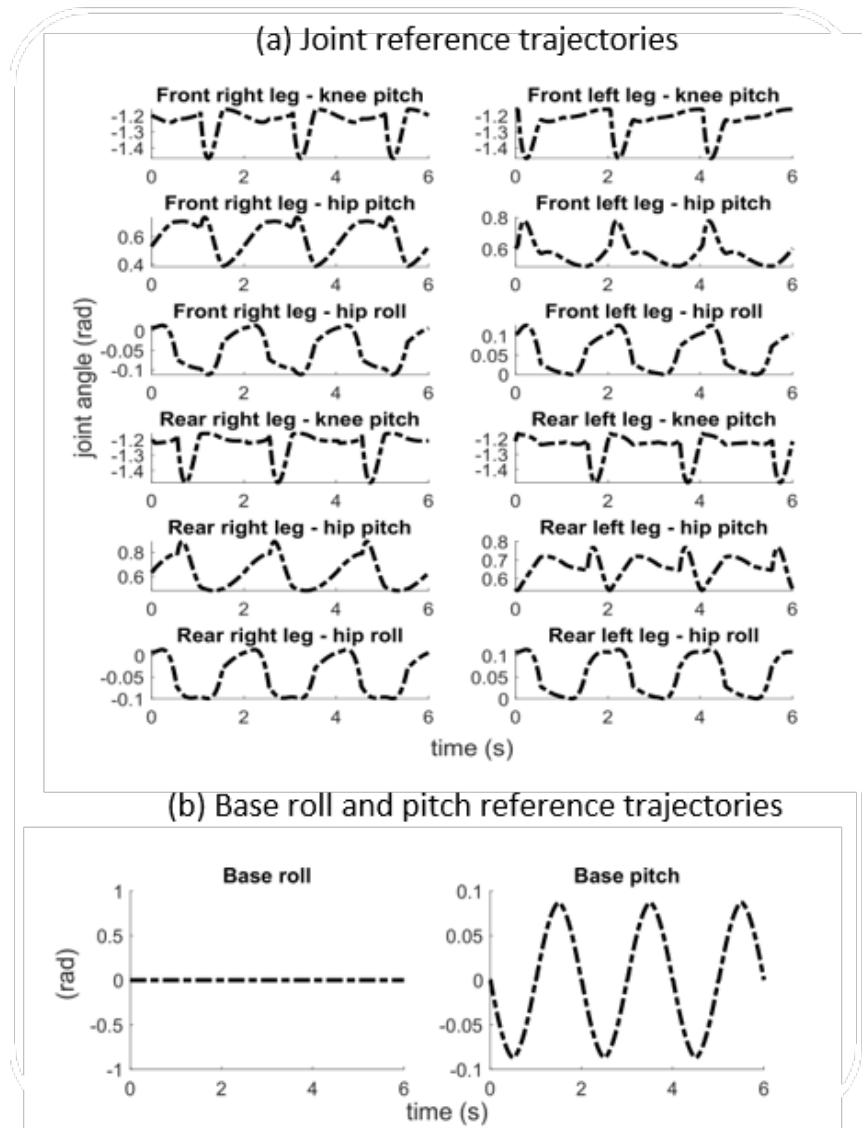 (a) Joint reference trajectories
Front right leg - knee pitch
-1.2
-1.3
-1.4
0 2 4 6
Front left leg - knee pitch
-1.2
-1.3
-1.4
0 2 4 6
Front right leg - hip pitch
0.6
0.4
0 2 4 6
Front left leg - hip pitch
0.8
0.6
0 2 4 6
Front right leg - hip roll
0
-0.05
-0.1
0 2 4 6
Front left leg - hip roll
0.1
0.05
0
0 2 4 6
joint angle (rad)
Rear right leg - knee pitch
-1.2
-1.3
-1.4
0 2 4 6
Rear left leg - knee pitch
-1.2
-1.3
-1.4
0 2 4 6
Rear right leg - hip pitch
0.8
0.6
0 2 4 6
Rear left leg - hip pitch
0.8
0.7
0.6
0 2 4 6
Rear right leg - hip roll
0
-0.05
-0.1
0 2 4 6
Rear left leg - hip roll
0.1
0.05
0
0 2 4 6
time (s)
(b) Base roll and pitch reference trajectories
Base roll
1
0.5
0
-0.5
-1
0 2 4 6
(rad)
Base pitch
0.1
0.05
0
-0.05
-0.1
0 2 4 6
time (s)